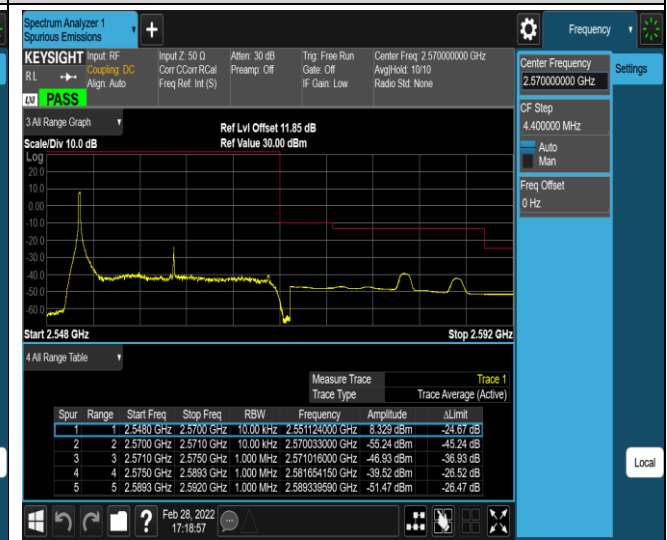 Spectrum Analyzer 1
Spurious Emissions
Frequency
KEYSIGHT
RL
Input: RF
Coupling: DC
Align: Auto
Input Z: 50 Ω
Corr CCorr RCal
Freq Ref: Int (S)
Atten: 30 dB
Preamp: Off
Trig: Free Run
Gate: Off
IF Gain: Low
Center Freq: 2.570000000 GHz
Avg|Hold: 10/10
Radio Std: None
LXI PASS
Center Frequency
2.570000000 GHz
Settings
CF Step
4.400000 MHz
Auto
Man
Freq Offset
0 Hz
3 All Range Graph
Scale/Div 10.0 dB
Ref Lvl Offset 11.85 dB
Ref Value 30.00 dBm
Log
20.0
10.0
0.00
-10.0
-20.0
-30.0
-40.0
-50.0
-60.0
Start 2.548 GHz
Stop 2.592 GHz
4 All Range Table
Measure Trace Trace 1
Trace Type Trace Average (Active)
Spur Range Start Freq Stop Freq RBW Frequency Amplitude ΔLimit
1 1 2.5480 GHz 2.5700 GHz 10.00 kHz 2.551124000 GHz 8.329 dBm -24.67 dB
2 2 2.5700 GHz 2.5710 GHz 10.00 kHz 2.570033000 GHz -55.24 dBm -45.24 dB
3 3 2.5710 GHz 2.5750 GHz 1.000 MHz 2.571016000 GHz -46.93 dBm -36.93 dB
4 4 2.5750 GHz 2.5893 GHz 1.000 MHz 2.581654150 GHz -39.52 dBm -26.52 dB
5 5 2.5893 GHz 2.5920 GHz 1.000 MHz 2.589339590 GHz -51.47 dBm -26.47 dB
Local
?
Feb 28, 2022
17:18:57